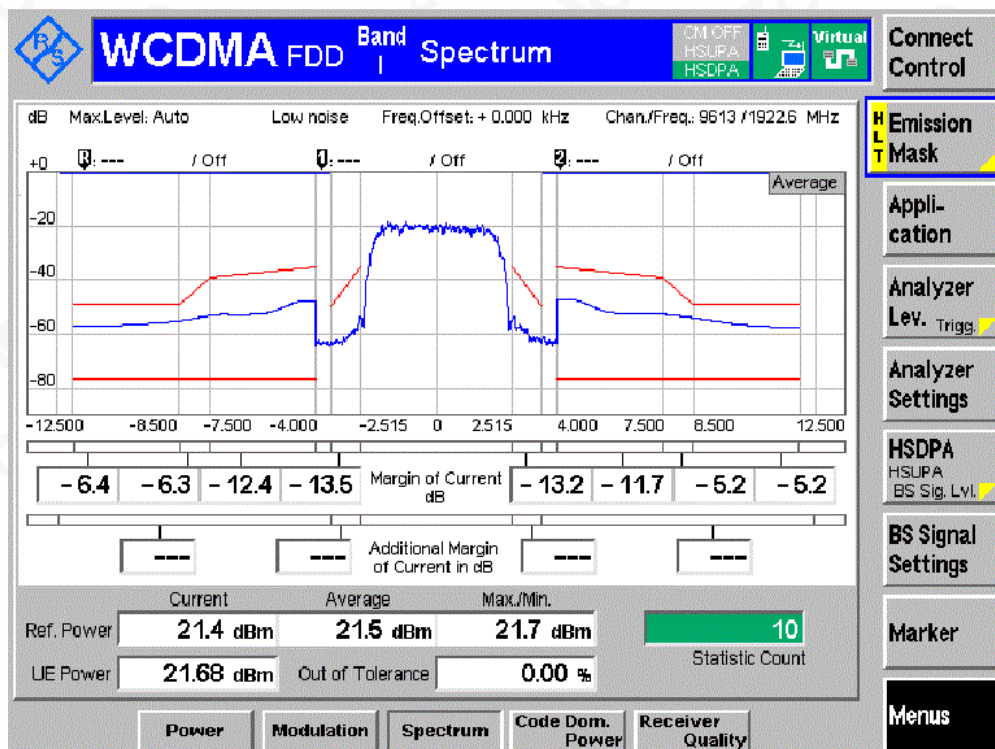 R/S
WCDMA FDD Band I Spectrum
CM OFF
HSUPA
HSDPA
Virtual
Connect Control
dB Max.Level: Auto Low noise Freq.Offset: + 0.000 kHz Chan./Freq.: 9613 / 1922.6 MHz
R: --- / Off 1: --- / Off 2: --- / Off
Average
+0
-20
-40
-60
-80
-12.500 -8.500 -7.500 -4.000 -2.515 0 2.515 4.000 7.500 8.500 12.500
HLT Emission Mask
Appli-
cation
Analyzer
Lev. Trigg.
Analyzer
Settings
-6.4 -6.3 -12.4 -13.5 Margin of Current dB -13.2 -11.7 -5.2 -5.2
HSDPA
HSUPA
BS Sig. Lvl.
--- --- Additional Margin of Current in dB --- ---
BS Signal
Settings
Current Average Max./Min.
Ref. Power 21.4 dBm 21.5 dBm 21.7 dBm 10
Statistic Count
UE Power 21.68 dBm Out of Tolerance 0.00 %
Marker
Menus
Power Modulation Spectrum Code Dom. Power Receiver Quality